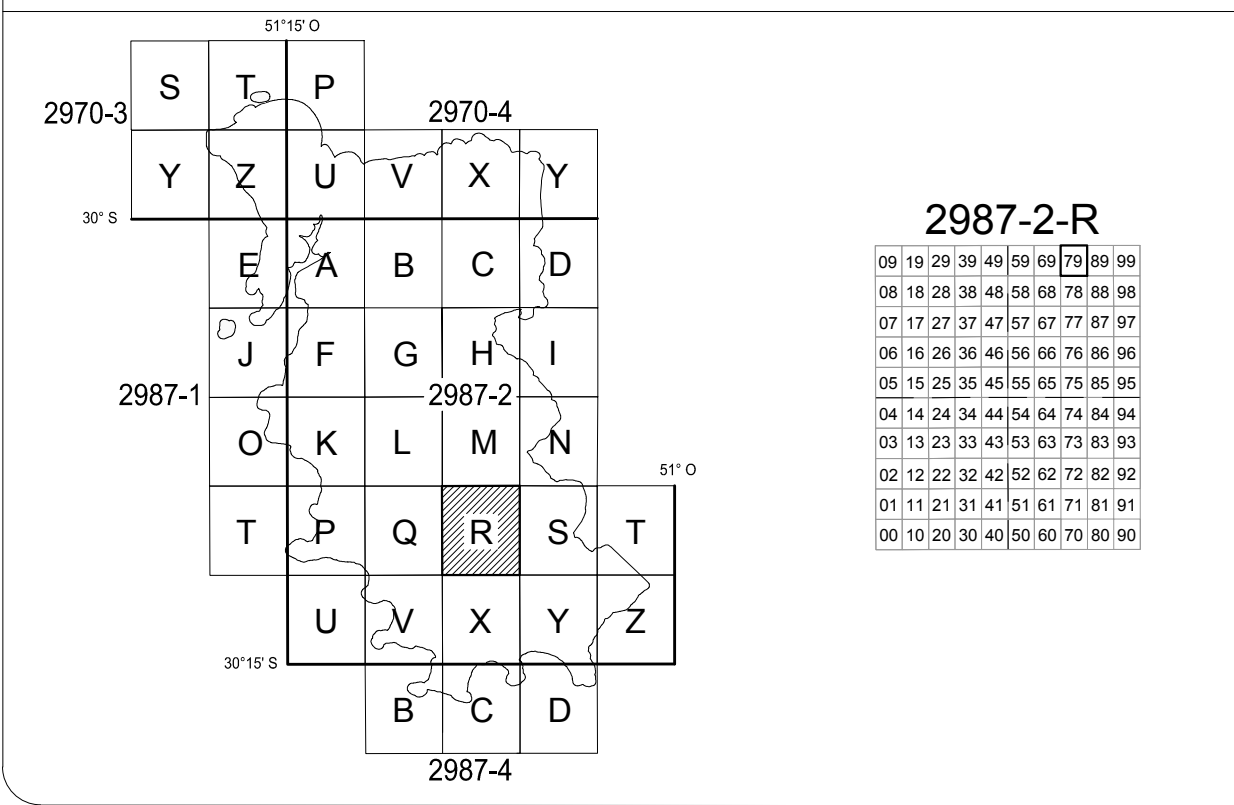 51°15' O
S T P
2970-3 2970-4
Y Z U V X Y
30° S
E A B C D
J F G H I
2987-1 2987-2
O K L M N
51° O
T P Q R S T
U V X Y Z
30°15' S
B C D
2987-4
2987-2-R
09 19 29 39 49 59 69 79 89 99
08 18 28 38 48 58 68 78 88 98
07 17 27 37 47 57 67 77 87 97
06 16 26 36 46 56 66 76 86 96
05 15 25 35 45 55 65 75 85 95
04 14 24 34 44 54 64 74 84 94
03 13 23 33 43 53 63 73 83 93
02 12 22 32 42 52 62 72 82 92
01 11 21 31 41 51 61 71 81 91
00 10 20 30 40 50 60 70 80 90